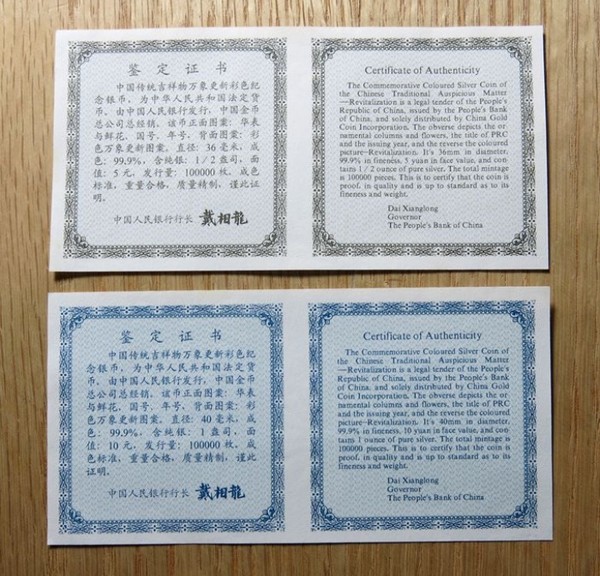 鉴定证书
中国传统吉祥物万象更新彩色纪
念银币，为中华人民共和国法定货
币。由中国人民银行发行，中国金币
总公司总经销。该币正面图案：华表
与鲜花、国号、年号，背面图案：彩
色万象更新图案。直径：36毫米，成
色：99.9%，含纯银：1/2盎司，面
值：5元，发行量：100000枚。成色
标准，重量合格，质量精制，谨此证
明。
中国人民银行行长 戴相龍
Certificate of Authenticity
The Commemorative Coloured Silver Coin of
the Chinese Traditional Auspicious Matter
—Revitalization is a legal tender of the People's
Republic of China, issued by the People's Bank
of China, and solely distributed by China Gold
Coin Incorporation. The obverse depicts the or
namental columns and flowers, the title of PRC
and the issuing year, and the reverse the coloured
picture—Revitalization. It's 36mm in diameter,
99.9% in fineness, 5 yuan in face value, and con
tains 1/2 ounce of pure silver. The total mintage
is 100000 pieces. This is to certify that the coin is
proof, in quality and is up to standard as to its
fineness and weight.
Dai Xianglong
Governor
The People's Bank of China
鉴定证书
中国传统吉祥物万象更新彩色纪
念银币，为中华人民共和国法定货
币。由中国人民银行发行，中国金币
总公司总经销。该币正面图案：华表
与鲜花、国号、年号，背面图案：彩
色万象更新图案。直径：40毫米，成
色：99.9%，含纯银：1盎司，面
值：10元，发行量：100000枚。成
色标准，重量合格，质量精制，谨此
证明。
中国人民银行行长 戴相龍
Certificate of Authenticity
The Commemorative Coloured Silver Coin of
the Chinese Traditional Auspicious Matter
—Revitalization is a legal tender of the People's
Republic of China, issued by the People's Bank
of China, and solely distributed by China Gold
Coin Incorporation. The obverse depicts the or
namental columns and flowers, the title of PRC
and the issuing year, and the reverse the coloured
picture—Revitalization. It's 40mm in diameter,
99.9% in fineness, 10 yuan in face value, and con
tains 1 ounce of pure silver. The total mintage is
100000 pieces. This is to certify that the coin is
proof, in quality and is up to standard as to its
fineness and weight.
Dai Xianglong
Governor
The People's Bank of China